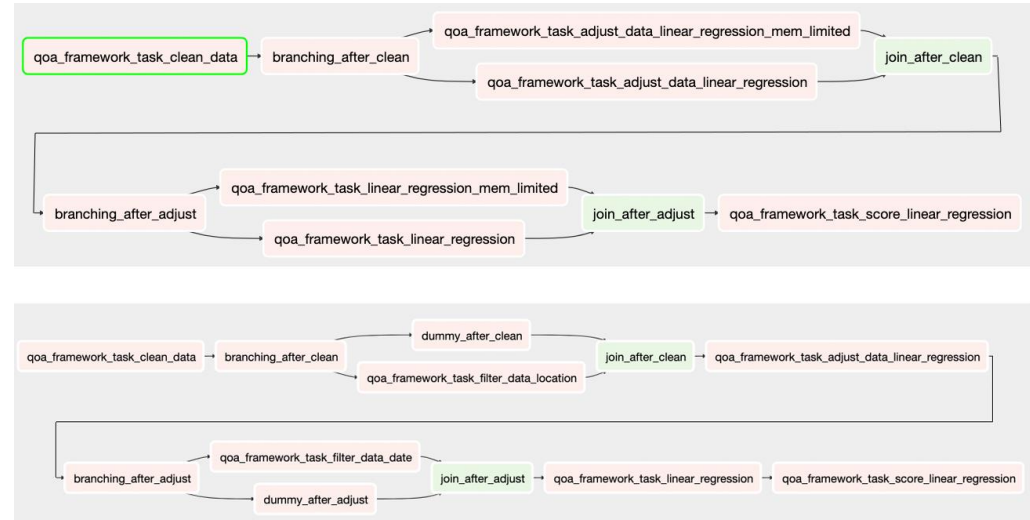 qoa_framework_task_clean_data
branching_after_clean
qoa_framework_task_adjust_data_linear_regression_mem_limited
qoa_framework_task_adjust_data_linear_regression
join_after_clean
branching_after_adjust
qoa_framework_task_linear_regression_mem_limited
qoa_framework_task_linear_regression
join_after_adjust
qoa_framework_task_score_linear_regression
qoa_framework_task_clean_data
branching_after_clean
dummy_after_clean
qoa_framework_task_filter_data_location
join_after_clean
qoa_framework_task_adjust_data_linear_regression
branching_after_adjust
qoa_framework_task_filter_data_date
dummy_after_adjust
join_after_adjust
qoa_framework_task_linear_regression
qoa_framework_task_score_linear_regression